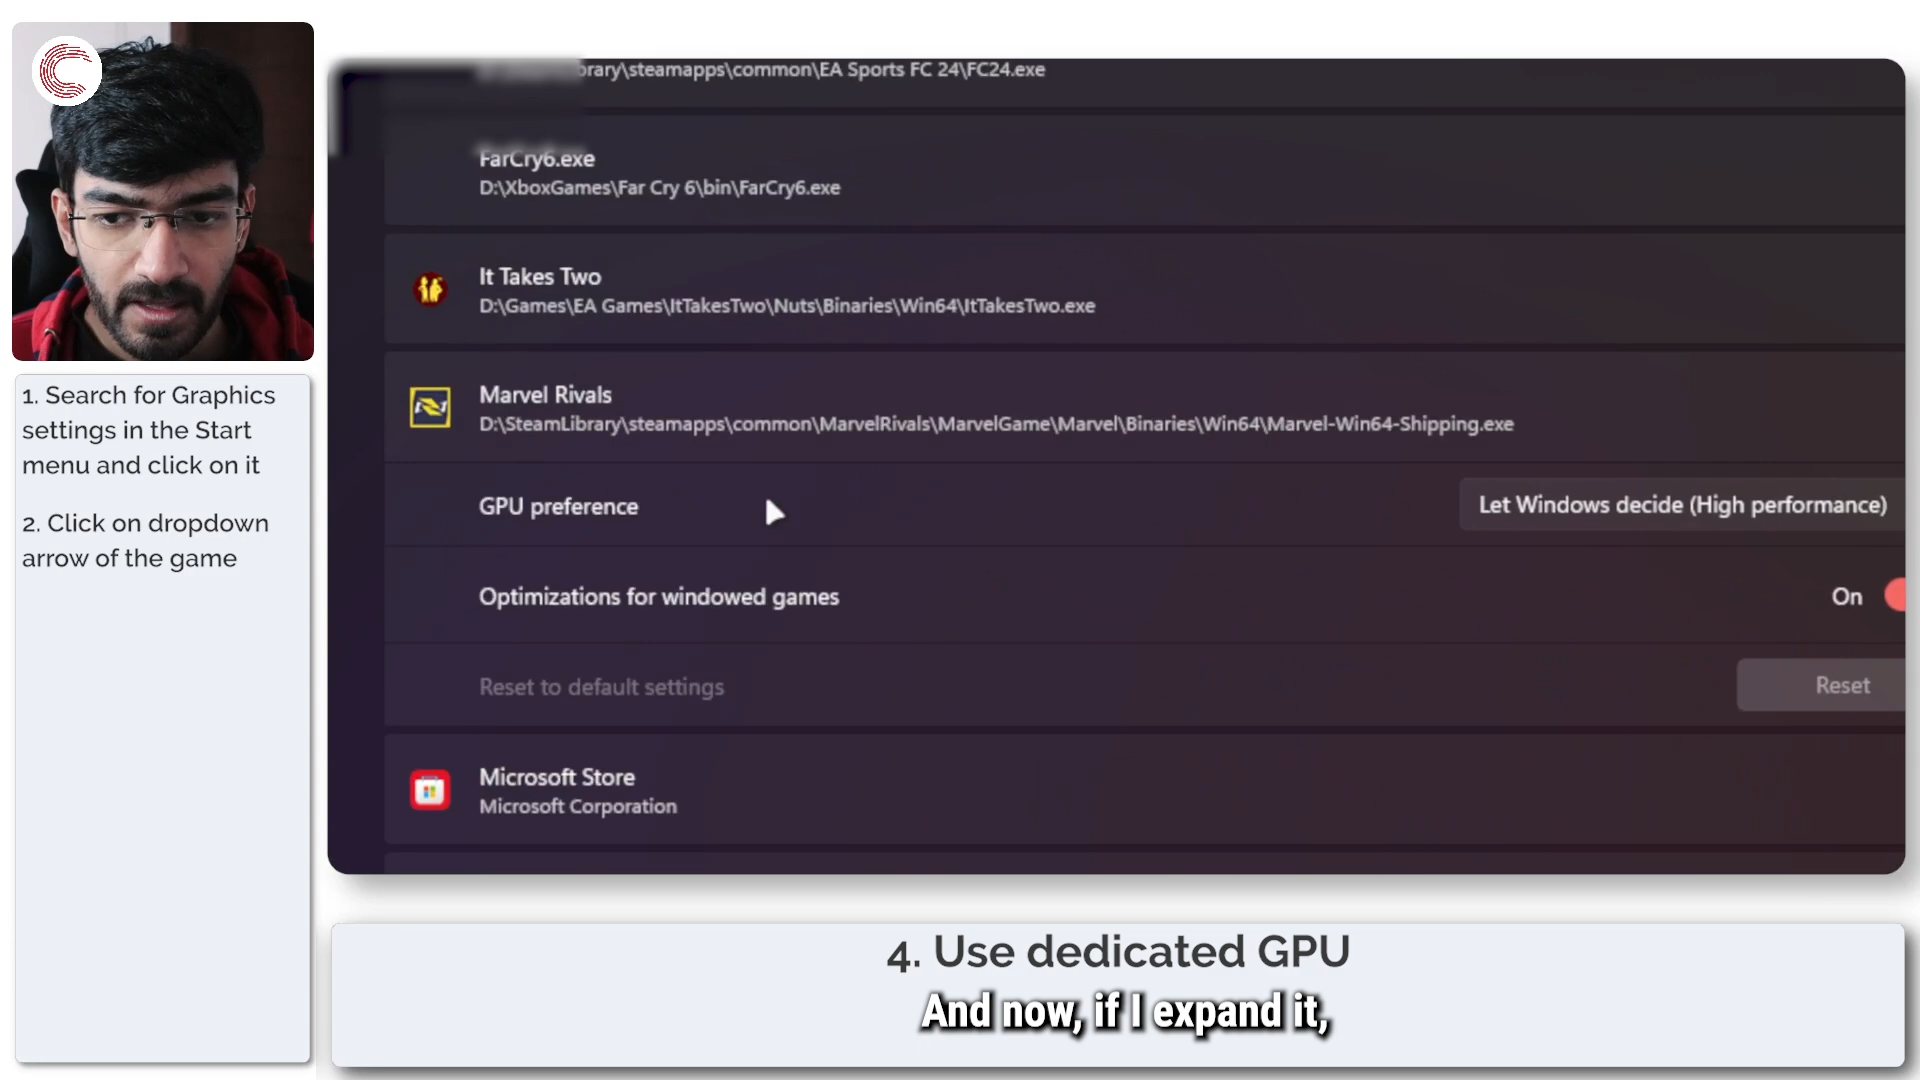 1. Search for Graphics
settings in the Start
menu and click on it
2. Click on dropdown
arrow of the game
brary\steamapps\common\EA Sports FC 24\FC24.exe
FarCry6.exe
D:\XboxGames\Far Cry 6\bin\FarCry6.exe
It Takes Two
D:\Games\EA Games\ItTakesTwo\Nuts\Binaries\Win64\ItTakesTwo.exe
Marvel Rivals
D:\SteamLibrary\steamapps\common\MarvelRivals\MarvelGame\Marvel\Binaries\Win64\Marvel-Win64-Shipping.exe
GPU preference
Let Windows decide (High performance)
Optimizations for windowed games
On
Reset to default settings
Reset
Microsoft Store
Microsoft Corporation
4. Use dedicated GPU
And now, if I expand it,